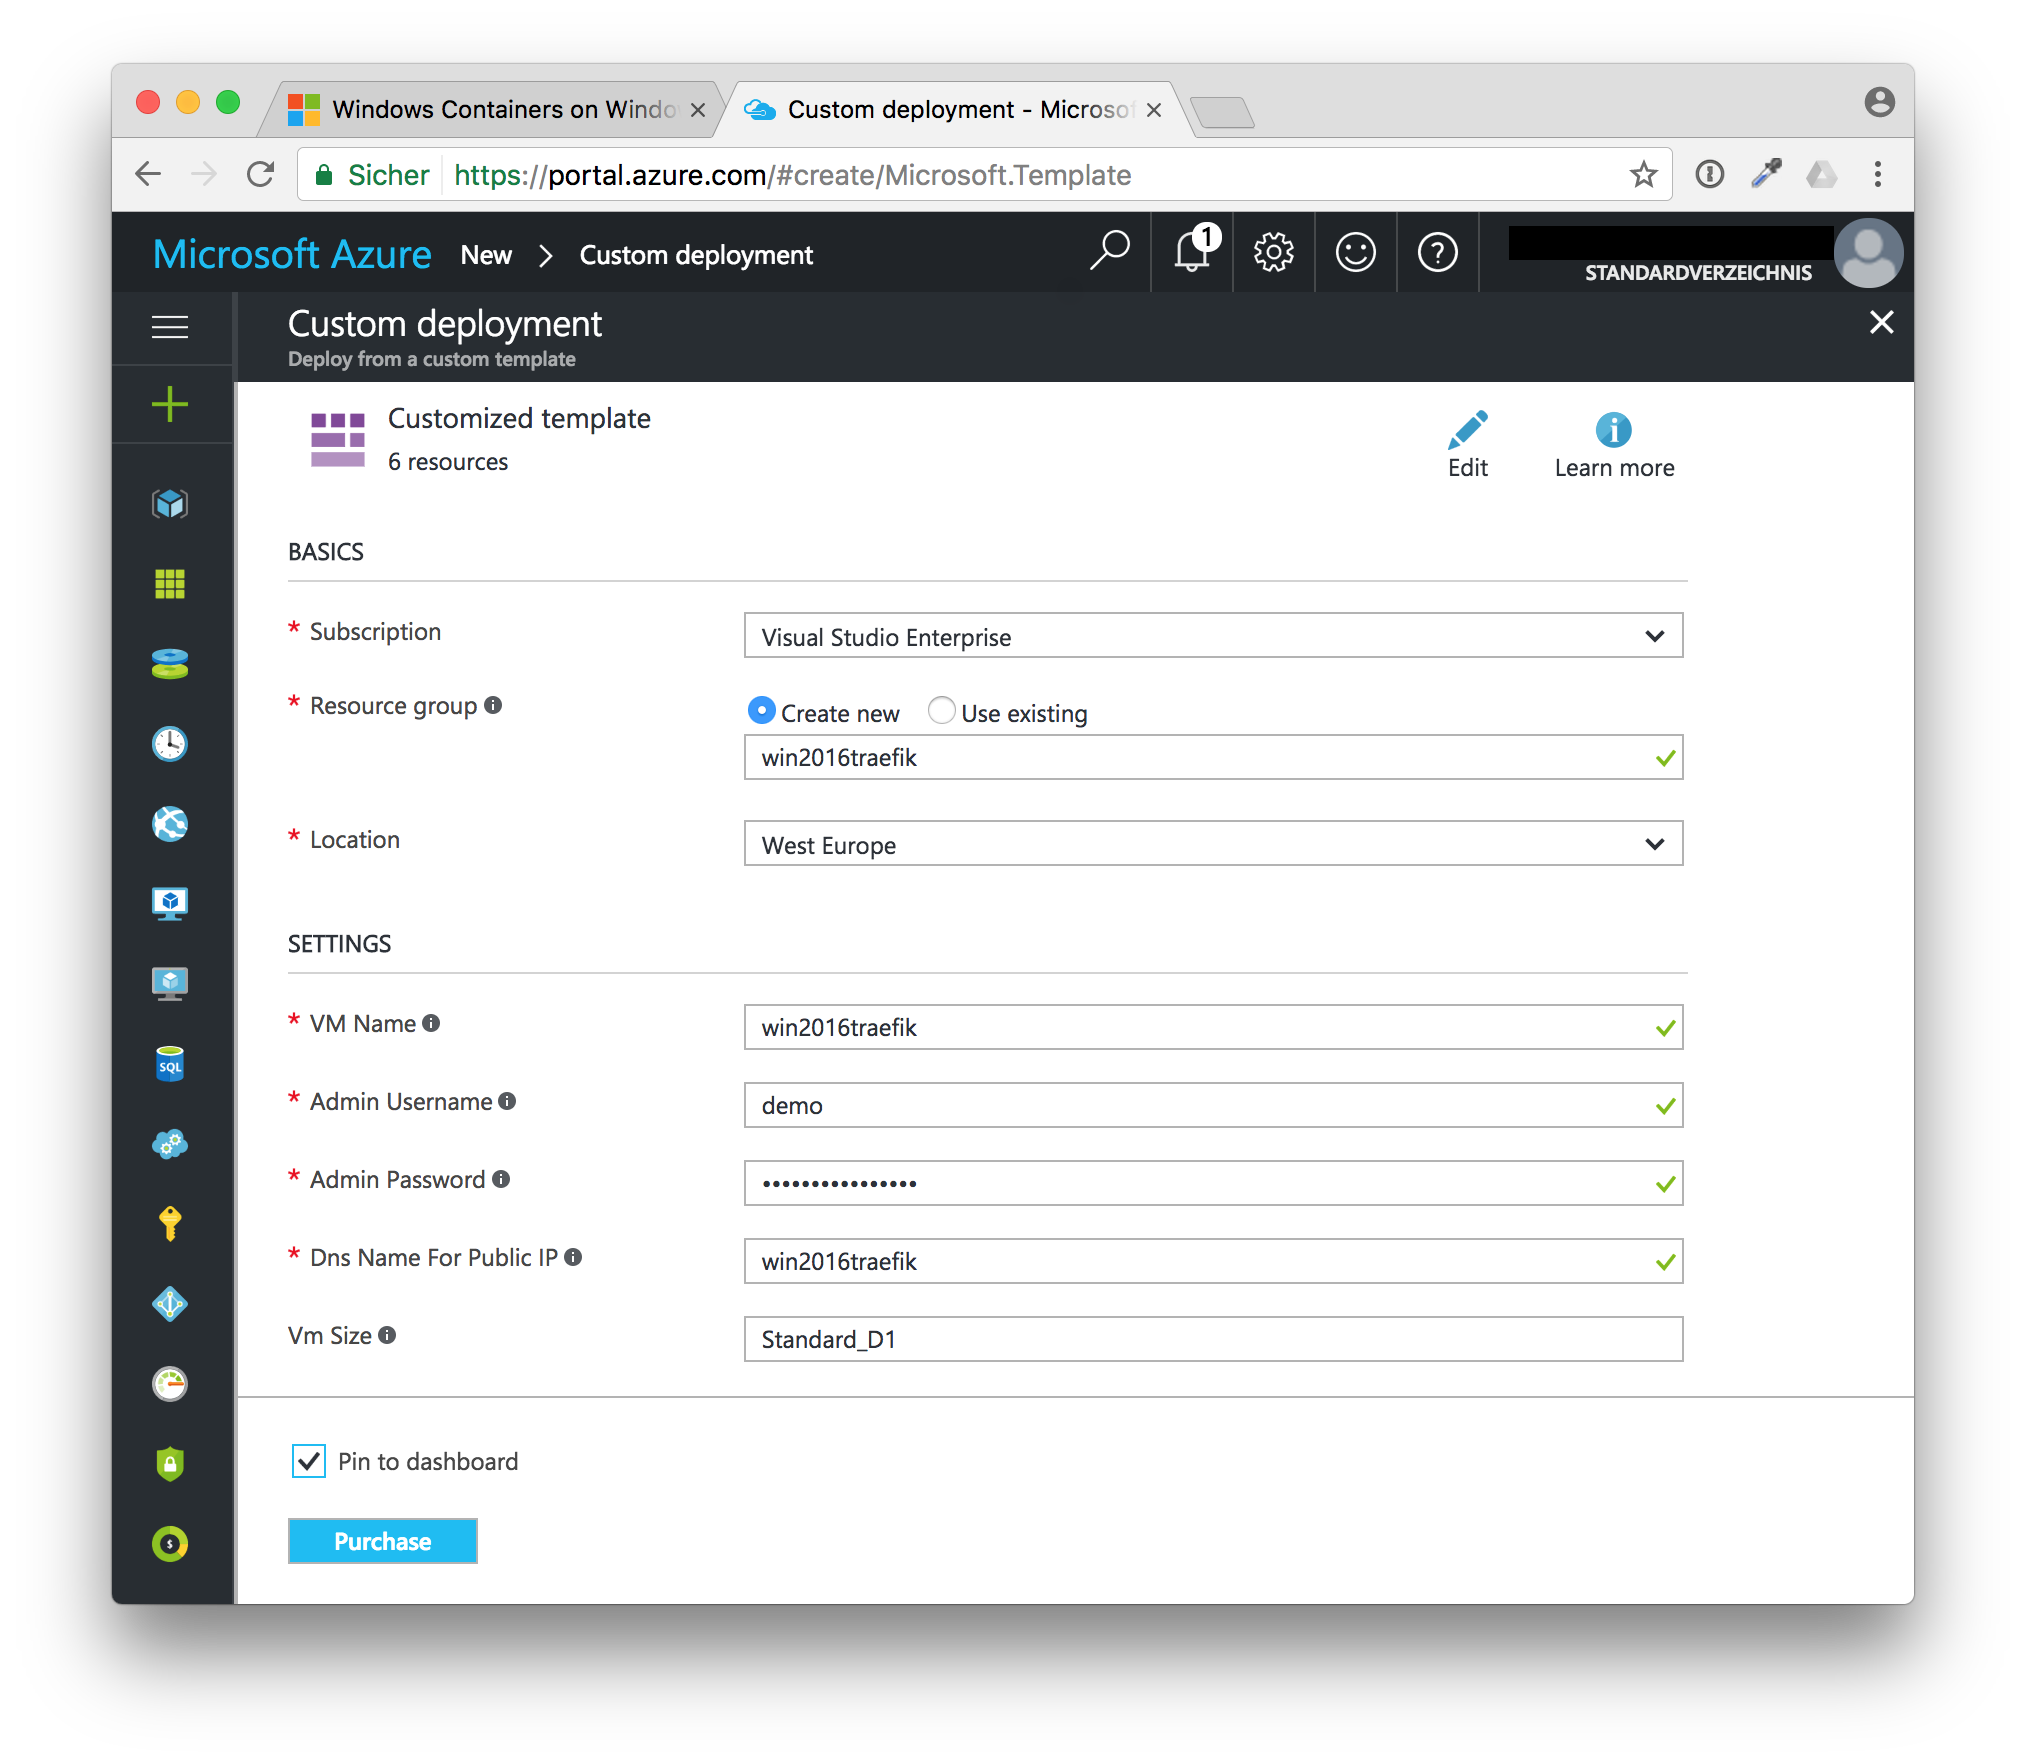 Windows Containers on Windo
Custom deployment - Microsof
Sicher https://portal.azure.com/#create/Microsoft.Template
Microsoft Azure New > Custom deployment
1
?
STANDARDVERZEICHNIS
Custom deployment
Deploy from a custom template
Customized template
6 resources
Edit
Learn more
BASICS
* Subscription
Visual Studio Enterprise
* Resource group
Create new
Use existing
win2016traefik
* Location
West Europe
SETTINGS
* VM Name
win2016traefik
* Admin Username
demo
* Admin Password
••••••••••••••••
* Dns Name For Public IP
win2016traefik
Vm Size
Standard_D1
SQL
$
Pin to dashboard
Purchase